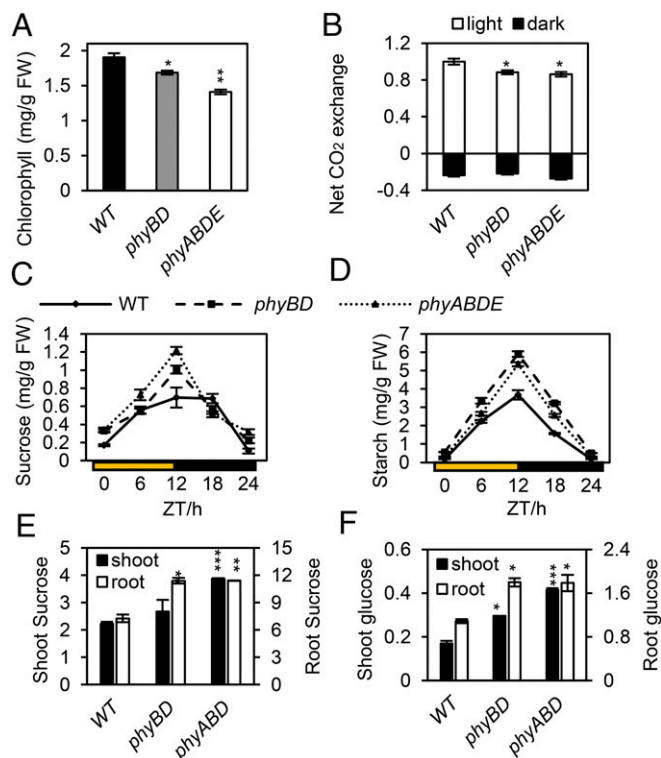 A
Chlorophyll (mg/g FW)
2
1.5
1
0.5
0
*
**
WT
phyBD
phyABDE
B
light dark
Net CO2 exchange
1.2
0.8
0.4
0
-0.4
*
*
WT
phyBD
phyABDE
C
D
WT phyBD phyABDE
Sucrose (mg/g FW)
1.4
1.2
1
0.8
0.6
0.4
0.2
0 6 12 18 24
ZT/h
Starch (mg/g FW)
7
6
5
4
3
2
1
0
0 6 12 18 24
ZT/h
E
Shoot Sucrose
5
4
3
2
1
0
shoot
root
*
***
**
15
12
9
6
3
0
Root Sucrose
WT
phyBD
phyABD
F
Shoot glucose
0.6
0.4
0.2
0
shoot
root
*
*
***
*
2.4
1.8
1.2
0.6
0
Root glucose
WT
phyBD
phyABD